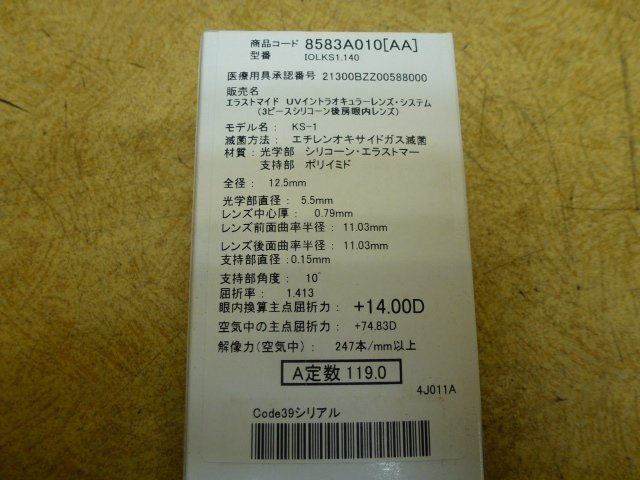 商品コード 8583A010[AA]
型番 IOLKS1.140
医療用具承認番号 21300BZZ00588000
販売名
エラストマイド UVイントラオキュラーレンズ・システム
(3ピースシリコーン後房眼内レンズ)
モデル名： KS-1
滅菌方法： エチレンオキサイドガス滅菌
材質：光学部 シリコーン・エラストマー
支持部 ポリイミド
全径： 12.5mm
光学部直径： 5.5mm
レンズ中心厚： 0.79mm
レンズ前面曲率半径： 11.03mm
レンズ後面曲率半径： 11.03mm
支持部直径：0.15mm
支持部角度： 10°
屈折率： 1.413
眼内換算主点屈折力： +14.00D
空気中の主点屈折力： +74.83D
解像力(空気中)： 247本/mm以上
A定数 119.0
4J011A
Code39シリアル